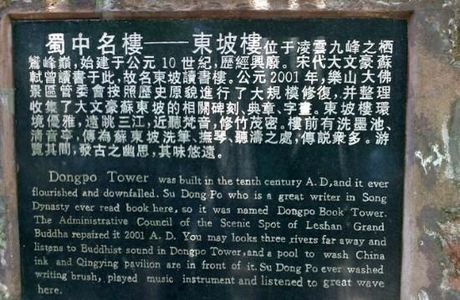 蜀中名樓——東坡樓位于凌雲九峰之栖
鸞峰巔，始建于公元 10 世紀，歷經興廢。宋代大文豪蘇
軾曾讀書于此，故名東坡讀書樓。公元 2001 年，樂山大佛
景區管委會按照歷史原貌進行了大規模修復，并整理
收集了大文豪蘇東坡的相關碑刻、典章、字畫。東坡樓環
境優雅，遠眺三江，近聽梵音，修竹茂密。樓前有洗墨池、
清音亭，傳為蘇東坡洗筆、撫琴、聽濤之處，傳説衆多。游
覽其間，發古之幽思，其味悠遠。
Dongpo Tower was built in the tenth century A. D, and it ever
flourished and downfalled. Su Dong Po who is a great writer in Song
Dynasty ever read book here, so it was named Dongpo Book Tower.
The Administrative Council of the Scenic Spot of Leshan Grand
Buddha repaired it 2001 A. D. You may looks three rivers far away and
listens to Buddhist sound in Dongpo Tower, and a pool to wash China
ink and Qingying pavilion are in front of it. Su Dong Po ever washed
writing brush, played music instrument and listened to great wave
here.